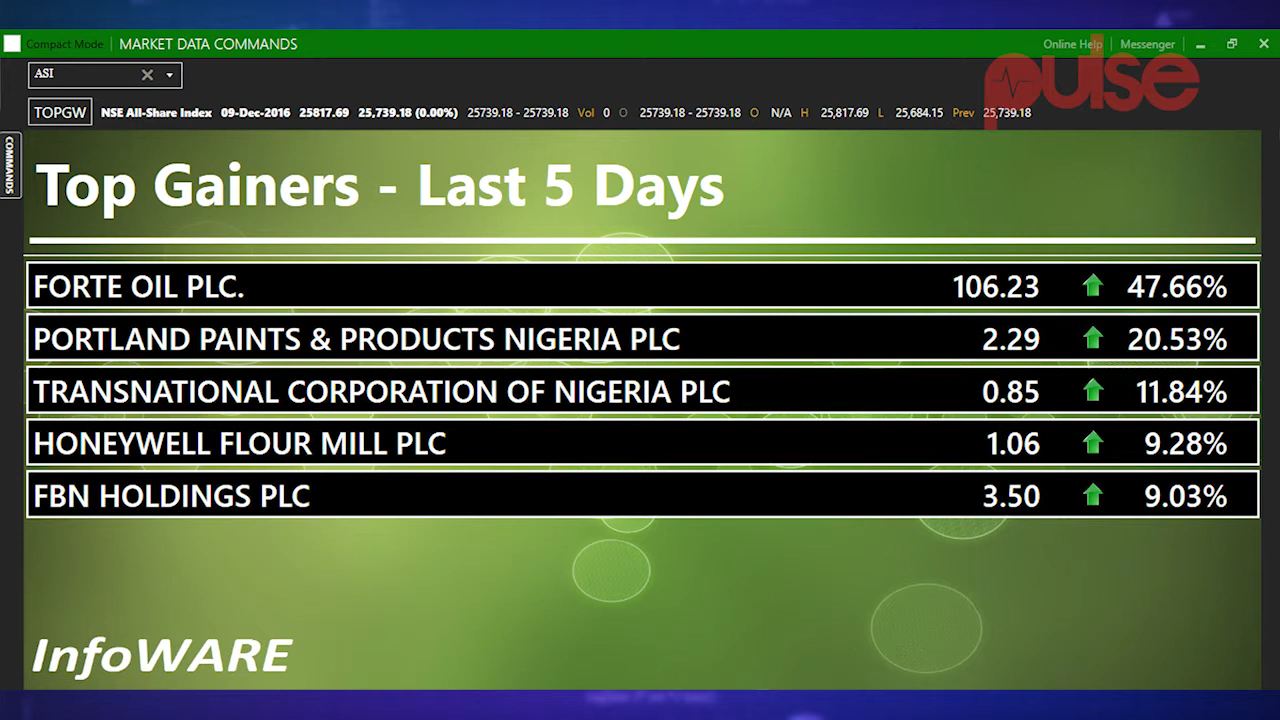 Compact Mode MARKET DATA COMMANDS Online Help Messenger
pulse
ASI
TOPGW NSE All-Share Index 09-Dec-2016 25817.69 25,739.18 (0.00%) 25739.18 - 25739.18 Vol 0 O 25739.18 - 25739.18 O N/A H 25,817.69 L 25,684.15 Prev 25,739.18
COMMANDS
Top Gainers - Last 5 Days
FORTE OIL PLC. 106.23 47.66%
PORTLAND PAINTS & PRODUCTS NIGERIA PLC 2.29 20.53%
TRANSNATIONAL CORPORATION OF NIGERIA PLC 0.85 11.84%
HONEYWELL FLOUR MILL PLC 1.06 9.28%
FBN HOLDINGS PLC 3.50 9.03%
InfoWARE